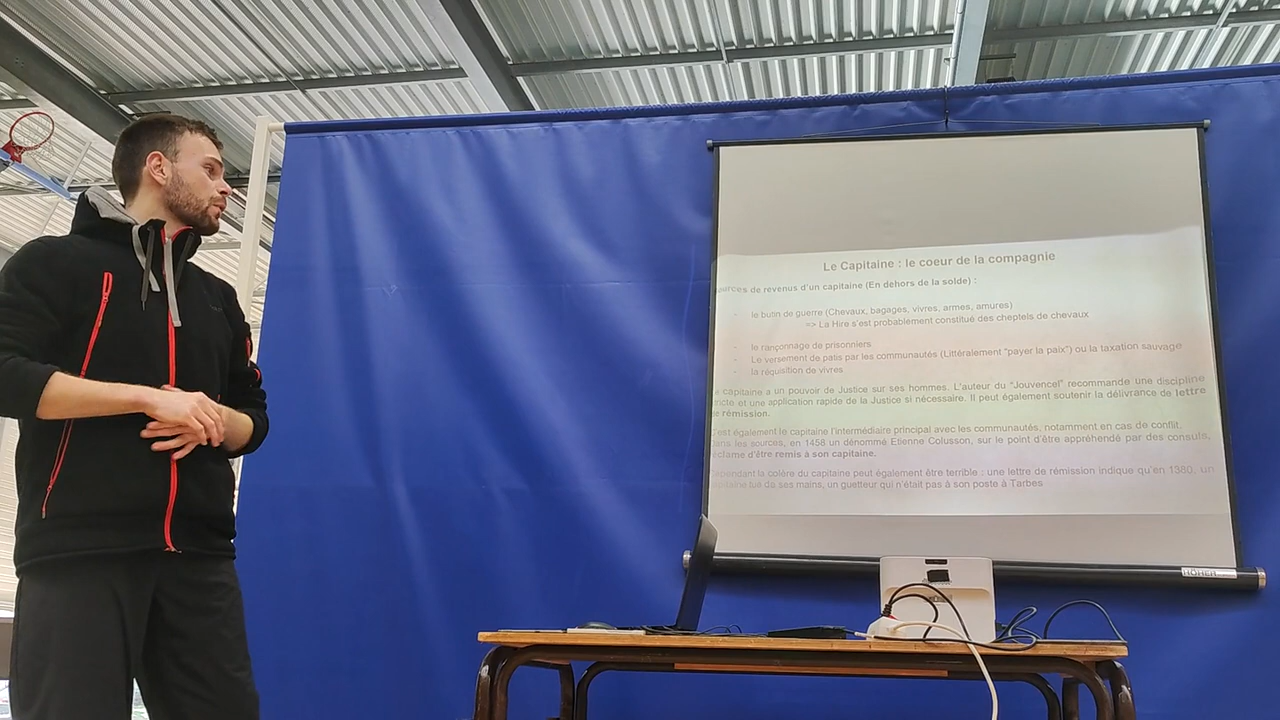 Le Capitaine : le coeur de la compagnie
ources de revenus d'un capitaine (En dehors de la solde) :
- le butin de guerre (Chevaux, bagages, vivres, armes, amures)
=> La Hire s'est probablement constitué des cheptels de chevaux
- le rançonnage de prisonniers
- Le versement de patis par les communautés (Littéralement "payer la paix") ou la taxation sauvage
- la réquisition de vivres
e capitaine a un pouvoir de Justice sur ses hommes. L'auteur du "Jouvencel" recommande une discipline
tricte et une application rapide de la Justice si nécessaire. Il peut également soutenir la délivrance de lettre
e rémission.
'est également le capitaine l'intermédiaire principal avec les communautés, notamment en cas de conflit.
ans les sources, en 1458 un dénommé Etienne Colusson, sur le point d'être appréhendé par des consuls,
éclame d'être remis à son capitaine.
ependant la colère du capitaine peut également être terrible : une lettre de rémission indique qu'en 1380, un
apitaine tue de ses mains, un guetteur qui n'était pas à son poste à Tarbes
HÖHER